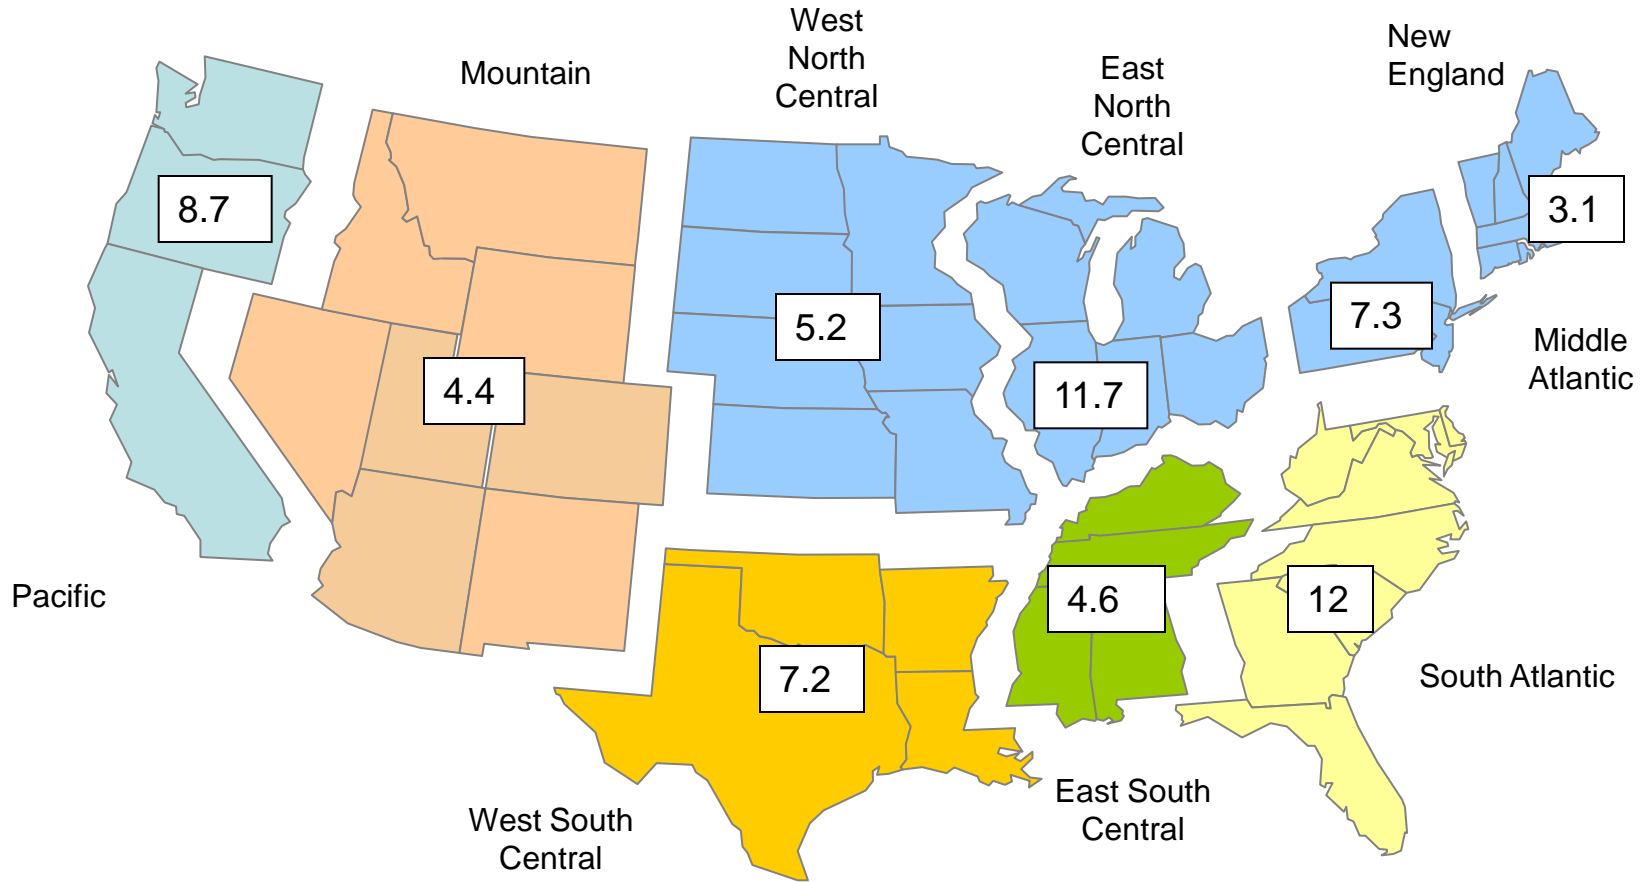 West
North
Central
Mountain
East
North
Central
New
England
8.7
3.1
5.2
7.3
4.4
11.7
Middle
Atlantic
Pacific
4.6
12
7.2
South Atlantic
East South
Central
West South
Central